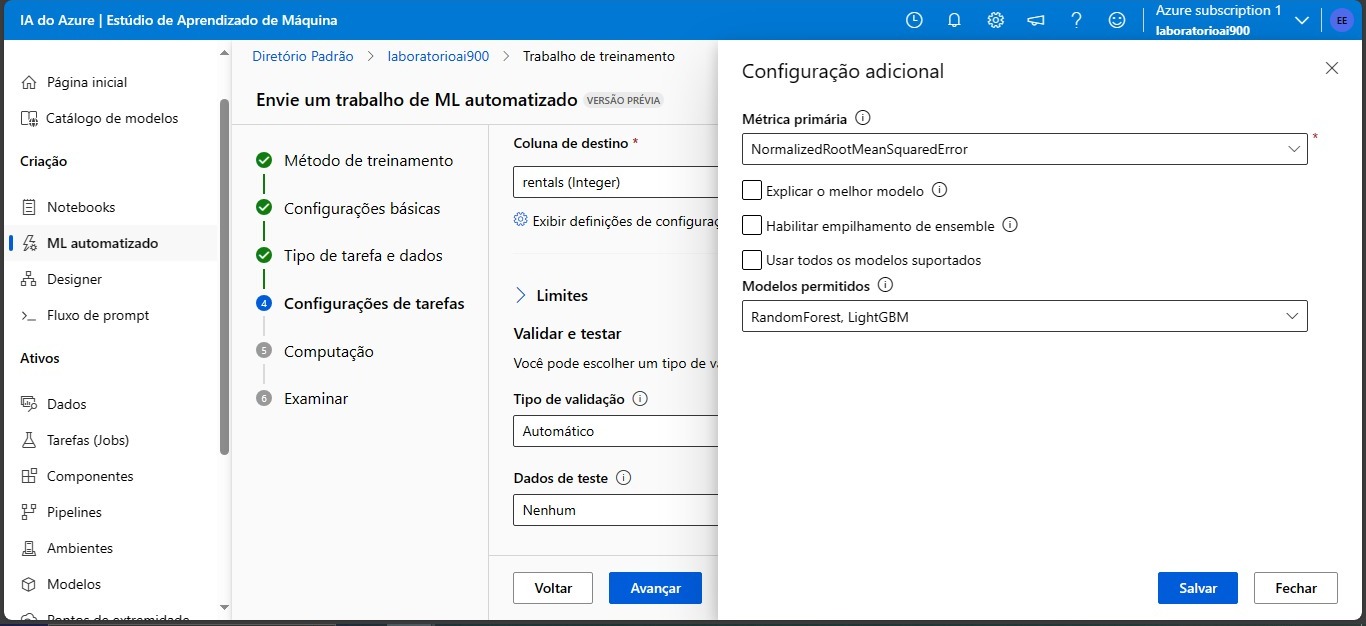 IA do Azure | Estúdio de Aprendizado de Máquina
Azure subscription 1
laboratorioai900
EE
Página inicial
Catálogo de modelos
Criação
Notebooks
ML automatizado
Designer
Fluxo de prompt
Ativos
Dados
Tarefas (Jobs)
Componentes
Pipelines
Ambientes
Modelos
Pontos de extremidade
Diretório Padrão > laboratorioai900 > Trabalho de treinamento
Envie um trabalho de ML automatizado VERSÃO PRÉVIA
Método de treinamento
Configurações básicas
Tipo de tarefa e dados
4 Configurações de tarefas
5 Computação
6 Examinar
Coluna de destino *
rentals (Integer)
Exibir definições de configuraç
Limites
Validar e testar
Você pode escolher um tipo de va
Tipo de validação
Automático
Dados de teste
Nenhum
Voltar
Avançar
Configuração adicional
Métrica primária
NormalizedRootMeanSquaredError *
Explicar o melhor modelo
Habilitar empilhamento de ensemble
Usar todos os modelos suportados
Modelos permitidos
RandomForest, LightGBM
Salvar
Fechar